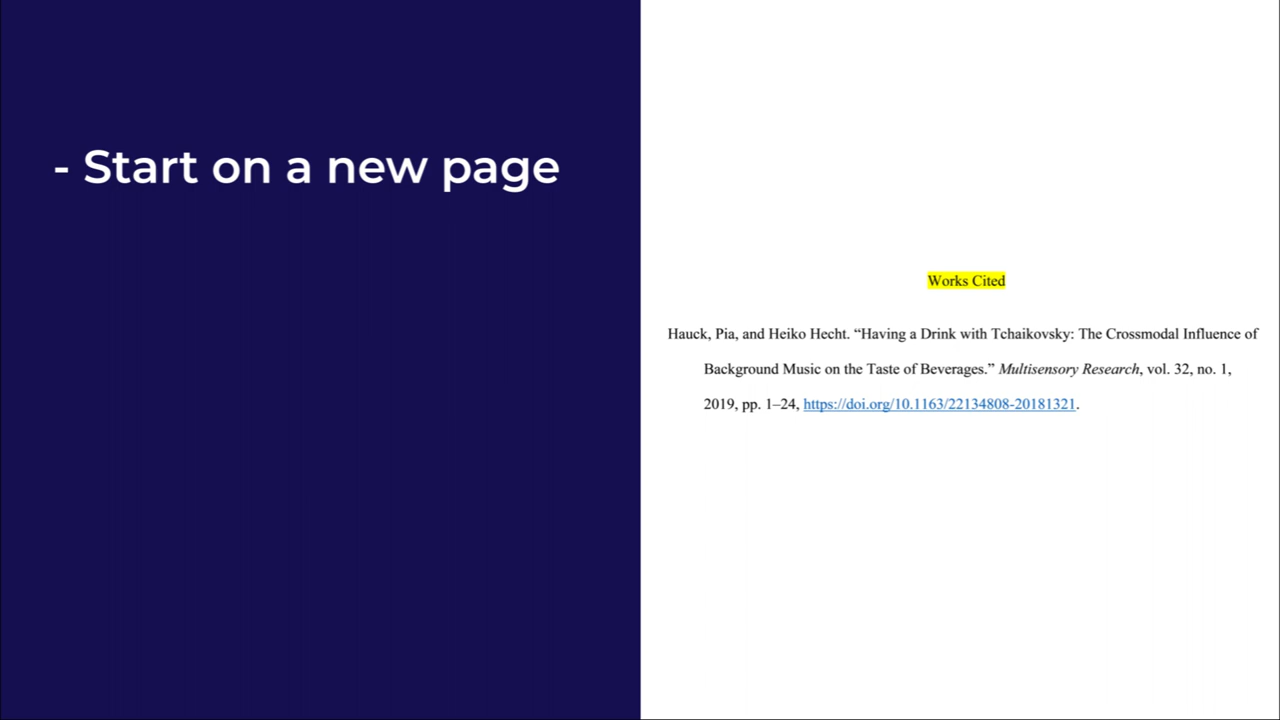 - Start on a new page
Works Cited
Hauck, Pia, and Heiko Hecht. “Having a Drink with Tchaikovsky: The Crossmodal Influence of
Background Music on the Taste of Beverages.” Multisensory Research, vol. 32, no. 1,
2019, pp. 1–24, https://doi.org/10.1163/22134808-20181321.